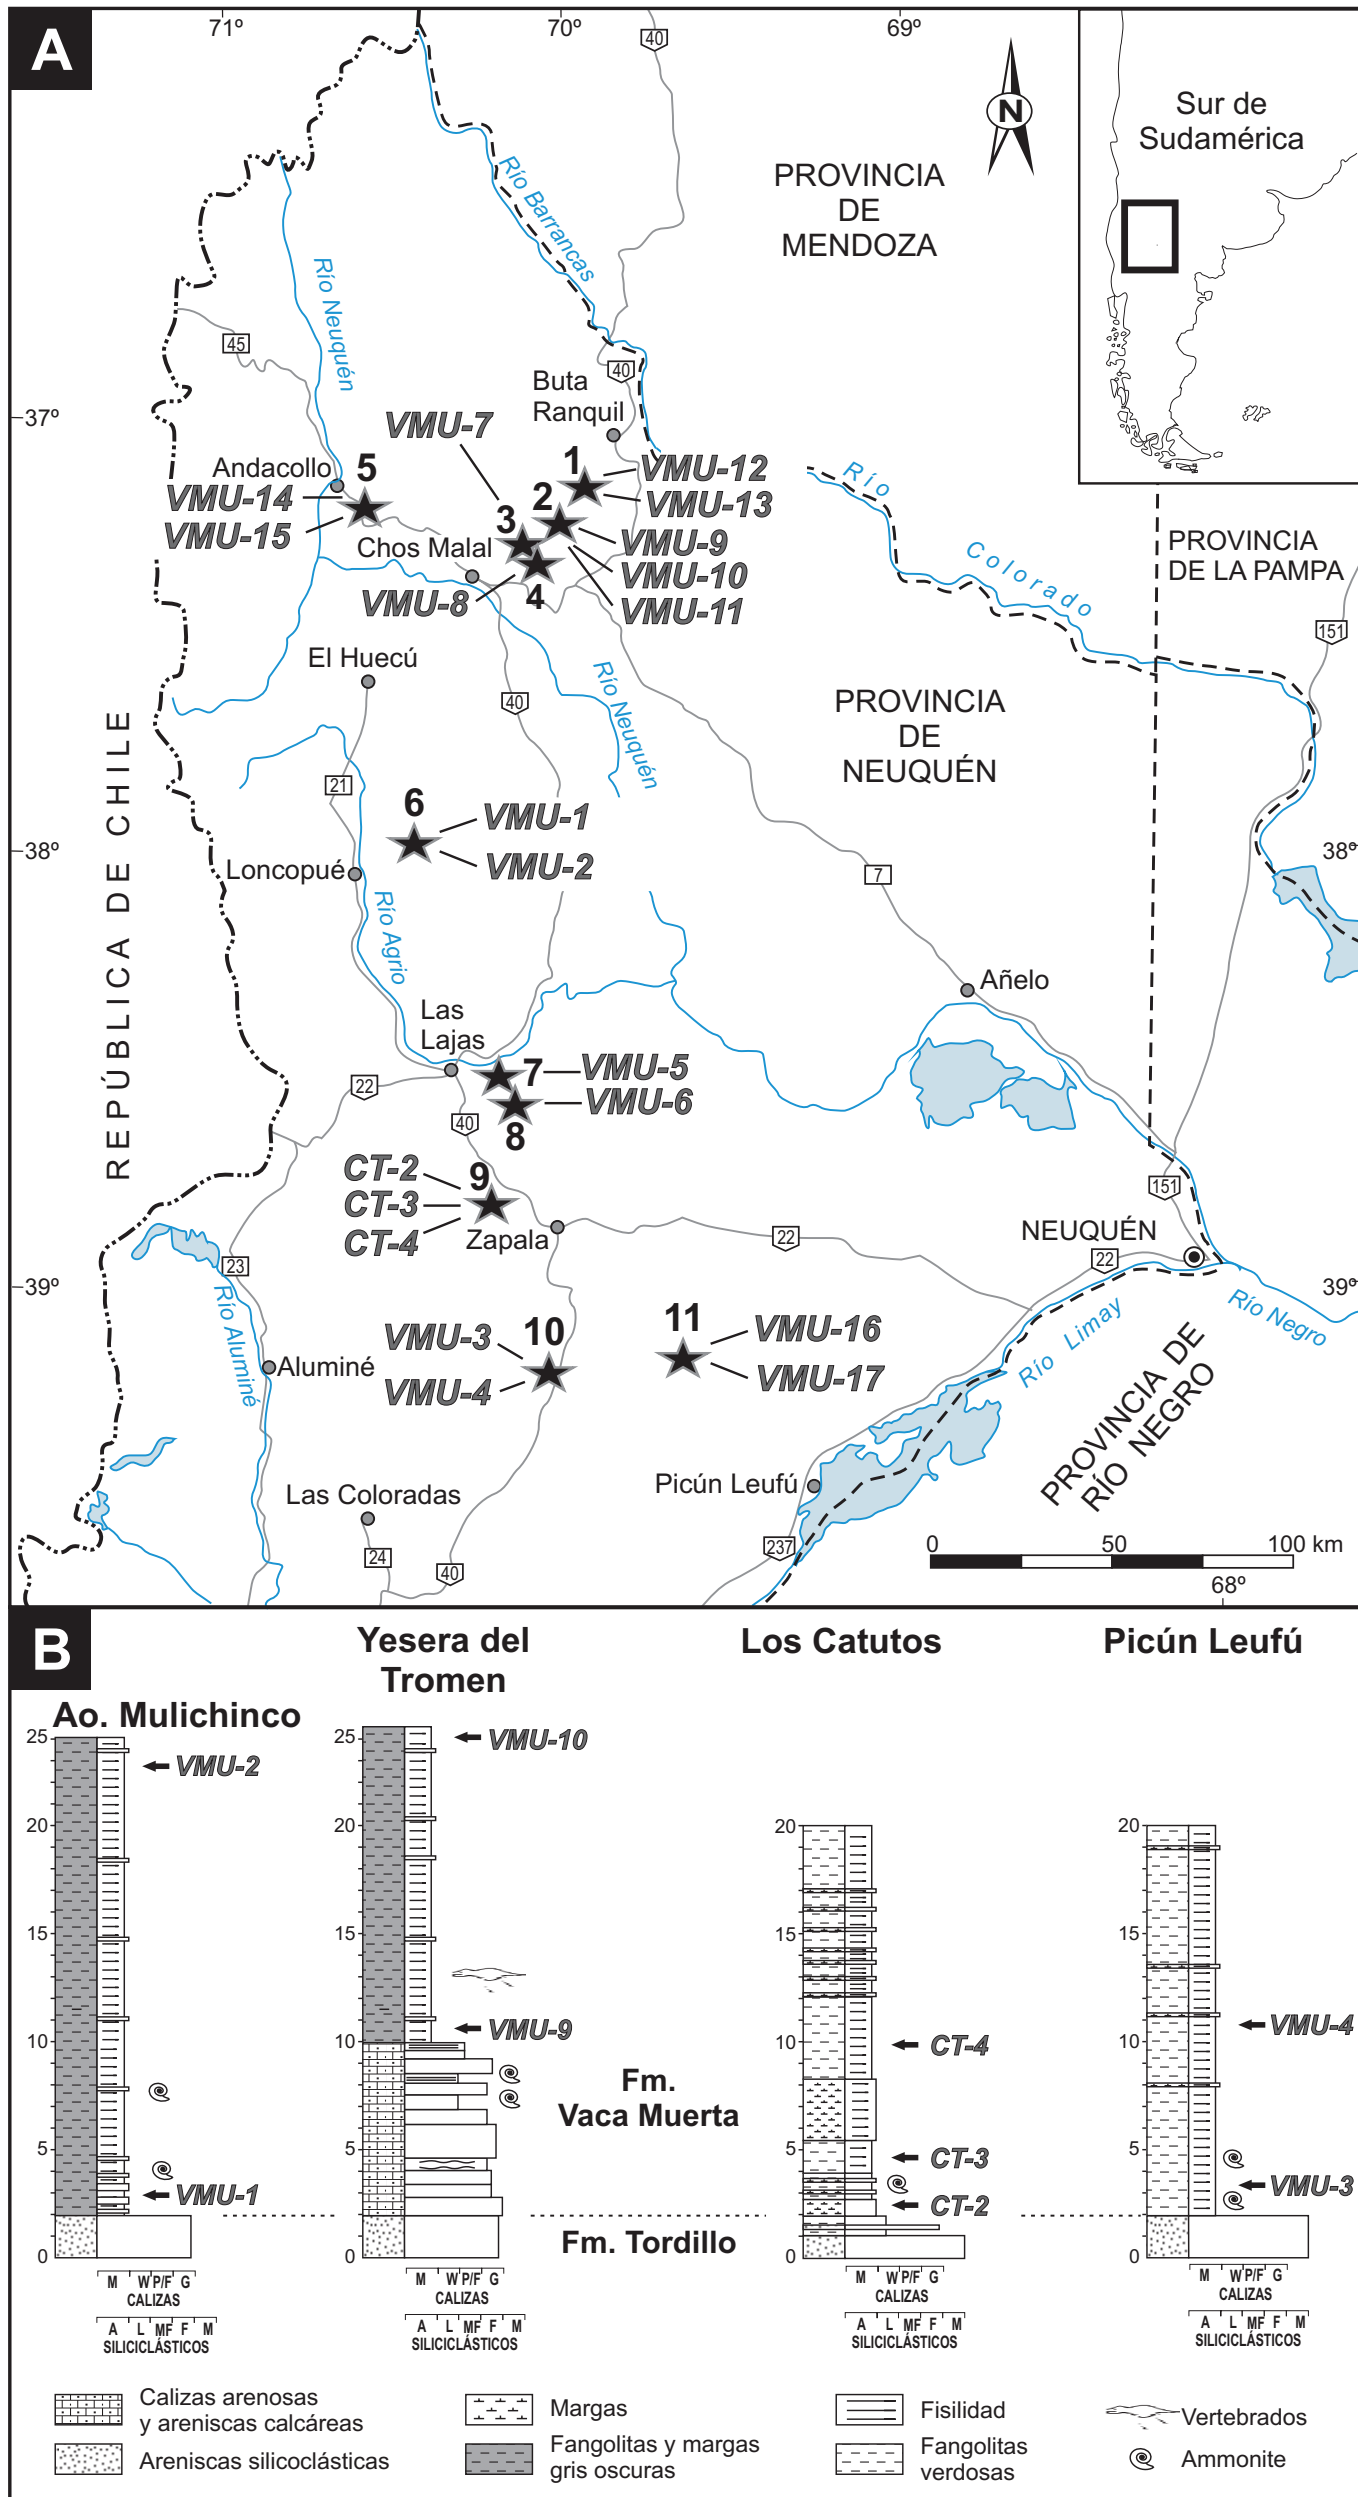 A
71º
70º
69º
40
N
Sur de
Sudamérica
PROVINCIA
DE
MENDOZA
Río Barrancas
Río Neuquén
45
40
Buta
Ranquil
37º
VMU-7
Andacollo
5
1
VMU-12
VMU-14
2
VMU-13
VMU-15
3
Chos Malal
VMU-9
VMU-10
VMU-8
4
VMU-11
Río
Colorado
PROVINCIA
DE LA PAMPA
151
El Huecú
Río Neuquén
40
PROVINCIA
DE
NEUQUÉN
REPÚBLICA DE CHILE
21
6
VMU-1
VMU-2
38º
38º
Loncopué
7
Río Agrio
Añelo
Las
Lajas
7
VMU-5
22
VMU-6
40
8
CT-2
9
CT-3
CT-4
Zapala
151
22
NEUQUÉN
22
23
39º
39º
Río Aluminé
Río Negro
Río Limay
11
VMU-16
VMU-3
10
VMU-17
Aluminé
VMU-4
PROVINCIA DE
RÍO NEGRO
Picún Leufú
Las Coloradas
237
24
40
0 50 100 km
68º
B
Yesera del
Tromen
Los Catutos
Picún Leufú
Ao. Mulichinco
25
VMU-2
25
VMU-10
20
20
20
20
15
15
15
15
VMU-9
VMU-4
10
10
10
CT-4
10
Fm.
Vaca Muerta
5
5
5
CT-3
5
VMU-1
CT-2
VMU-3
Fm. Tordillo
0
0
0
0
M W P/F G
CALIZAS
A L MF F M
SILICICLÁSTICOS
M W P/F G
CALIZAS
A L MF F M
SILICICLÁSTICOS
M W P/F G
CALIZAS
A L MF F M
SILICICLÁSTICOS
M W P/F G
CALIZAS
A L MF F M
SILICICLÁSTICOS
Calizas arenosas
y areniscas calcáreas
Margas
Fisilidad
Vertebrados
Areniscas silicoclásticas
Fangolitas y margas
gris oscuras
Fangolitas
verdosas
Ammonite